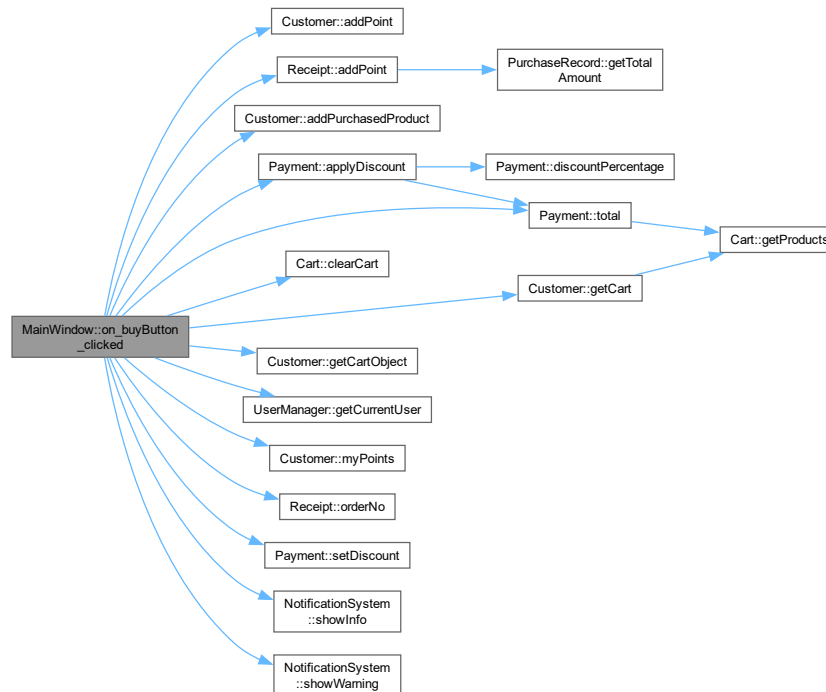 Customer::addPoint
Receipt::addPoint
PurchaseRecord::getTotal
Amount
Customer::addPurchasedProduct
Payment::applyDiscount
Payment::discountPercentage
Payment::total
Cart::getProducts
Cart::clearCart
Customer::getCart
MainWindow::on_buyButton
_clicked
Customer::getCartObject
UserManager::getCurrentUser
Customer::myPoints
Receipt::orderNo
Payment::setDiscount
NotificationSystem
::showInfo
NotificationSystem
::showWarning